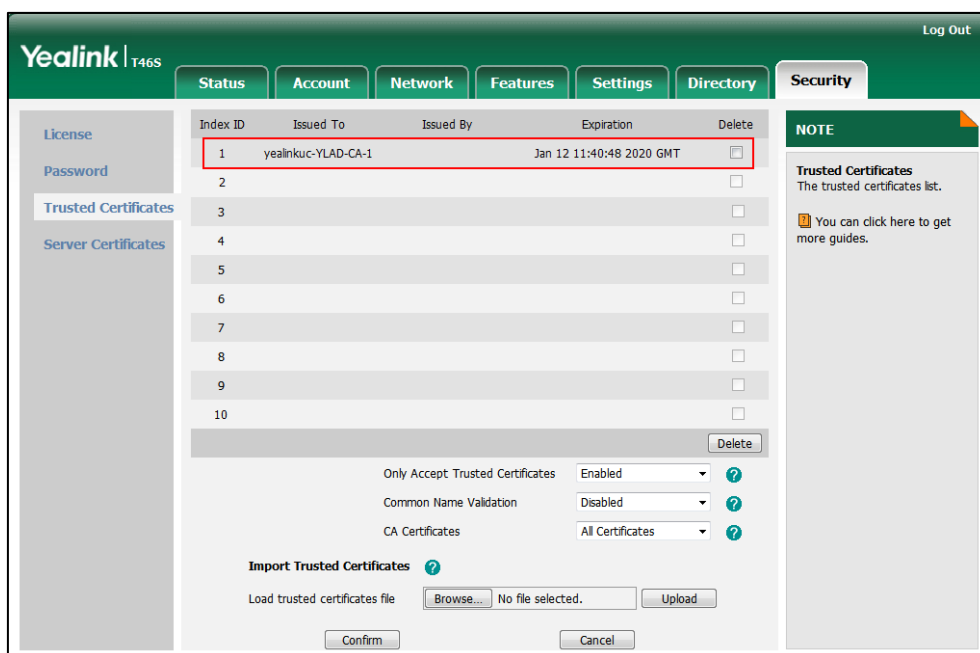 Log Out
Yealink T46S
Status Account Network Features Settings Directory Security
License
Password
Trusted Certificates
Server Certificates
Index ID Issued To Issued By Expiration Delete
1 yealinkuc-YLAD-CA-1 Jan 12 11:40:48 2020 GMT
2
3
4
5
6
7
8
9
10
Delete
Only Accept Trusted Certificates Enabled ?
Common Name Validation Disabled ?
CA Certificates All Certificates ?
Import Trusted Certificates ?
Load trusted certificates file Browse... No file selected. Upload
Confirm Cancel
NOTE
Trusted Certificates
The trusted certificates list.
? You can click here to get
more guides.